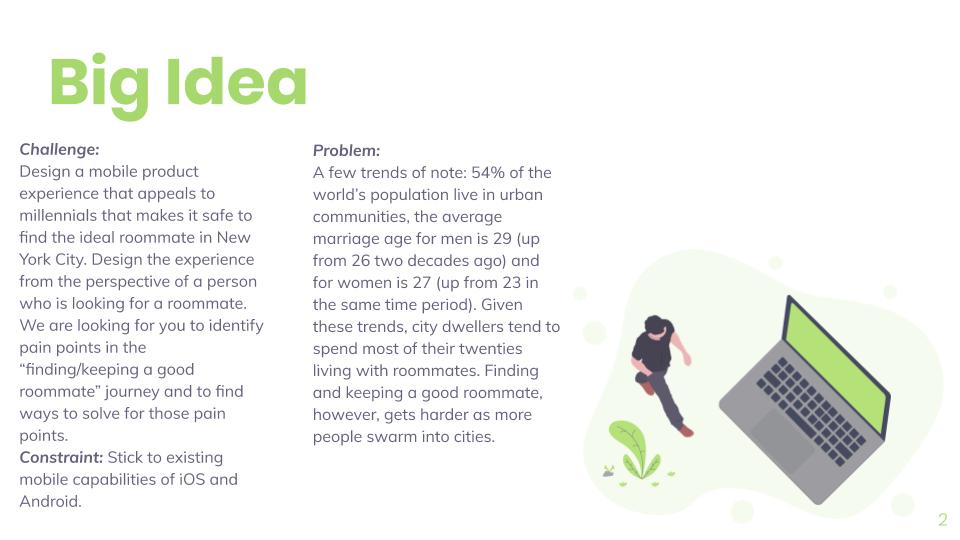 Big Idea
Challenge:
Design a mobile product
experience that appeals to
millennials that makes it safe to
find the ideal roommate in New
York City. Design the experience
from the perspective of a person
who is looking for a roommate.
We are looking for you to identify
pain points in the
“finding/keeping a good
roommate” journey and to find
ways to solve for those pain
points.
Constraint: Stick to existing
mobile capabilities of iOS and
Android.
Problem:
A few trends of note: 54% of the
world’s population live in urban
communities, the average
marriage age for men is 29 (up
from 26 two decades ago) and
for women is 27 (up from 23 in
the same time period). Given
these trends, city dwellers tend to
spend most of their twenties
living with roommates. Finding
and keeping a good roommate,
however, gets harder as more
people swarm into cities.
2